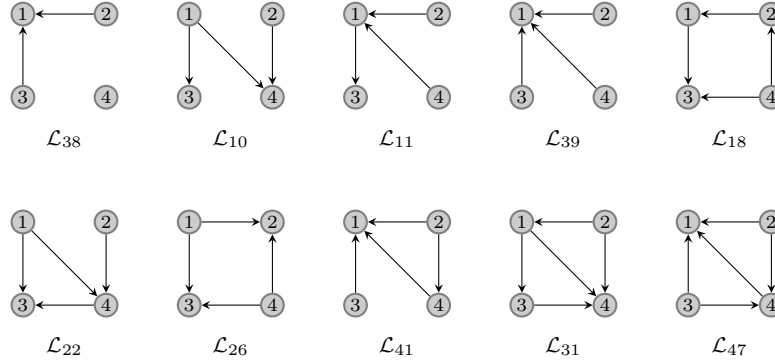 1 2 1 2 1 2 1 2 1 2
3 4 3 4 3 4 3 4 3 4
ℒ₃₈ ℒ₁₀ ℒ₁₁ ℒ₃₉ ℒ₁₈
1 2 1 2 1 2 1 2 1 2
3 4 3 4 3 4 3 4 3 4
ℒ₂₂ ℒ₂₆ ℒ₄₁ ℒ₃₁ ℒ₄₇